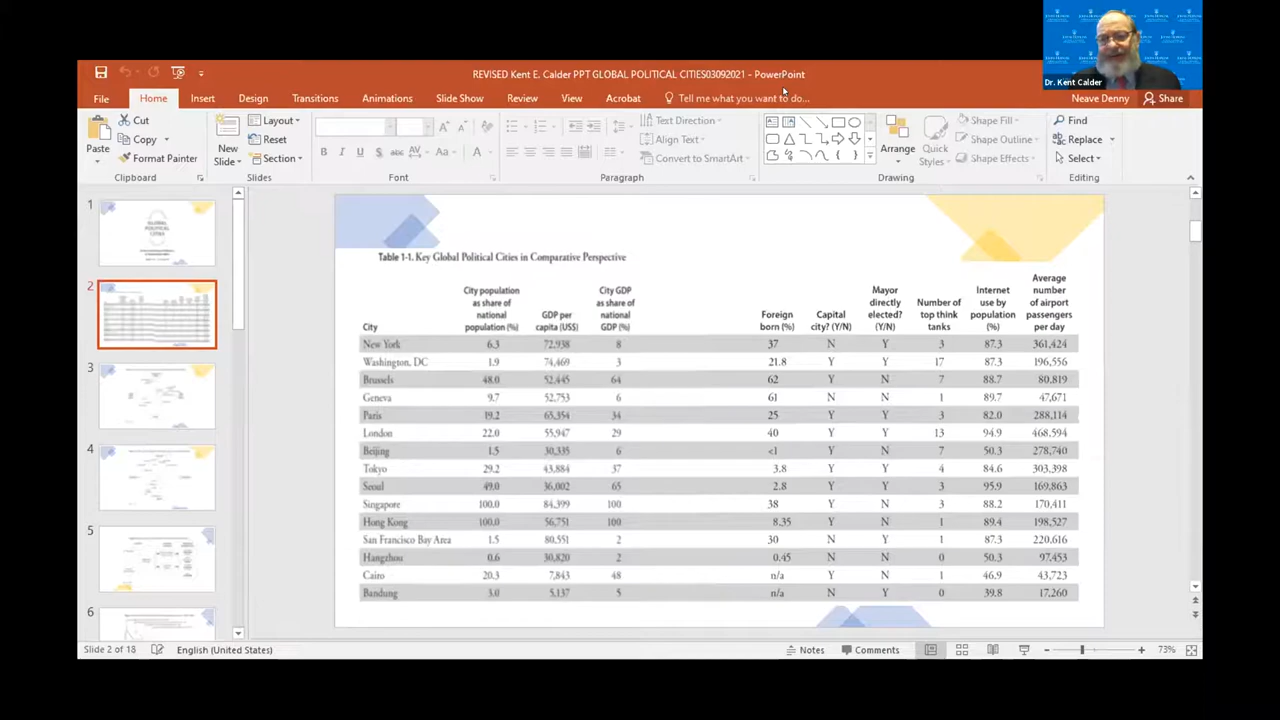 Dr. Kent Calder
REVISED Kent E. Calder PPT GLOBAL POLITICAL CITIES03092021 - PowerPoint
File Home Insert Design Transitions Animations Slide Show Review View Acrobat Tell me what you want to do... Neave Denny Share
Paste Cut Copy Format Painter
Clipboard
New Slide Layout Reset Section
Slides
B I U S abc AV Aa A
Font
Text Direction Align Text Convert to SmartArt
Paragraph
Arrange Quick Styles Shape Fill Shape Outline Shape Effects
Drawing
Find Replace Select
Editing
1
GLOBAL
POLITICAL
CITIES
2
3
4
5
6
Table 1-1. Key Global Political Cities in Comparative Perspective
City
City population as share of national population (%)
GDP per capita (US$)
City GDP as share of national GDP (%)
Foreign born (%)
Capital city? (Y/N)
Mayor directly elected? (Y/N)
Number of top think tanks
Internet use by population (%)
Average number of airport passengers per day
New York 6.3 72,938 8 37 N Y 3 87.3 361,424
Washington, DC 1.9 74,469 3 21.8 Y Y 17 87.3 196,556
Brussels 48.0 52,445 64 62 Y N 7 88.7 80,819
Geneva 9.7 52,753 6 61 N N 1 89.7 47,671
Paris 19.2 65,354 34 25 Y Y 3 82.0 288,114
London 22.0 55,947 29 40 Y Y 13 94.9 468,594
Beijing 1.5 30,335 6 <1 Y N 7 50.3 278,740
Tokyo 29.2 43,884 37 3.8 Y Y 4 84.6 303,398
Seoul 49.0 36,002 65 2.8 Y Y 3 95.9 169,863
Singapore 100.0 84,399 100 38 Y N 3 88.2 170,411
Hong Kong 100.0 56,751 100 8.35 Y N 1 89.4 198,527
San Francisco Bay Area 1.5 80,551 2 30 N Y 1 87.3 220,616
Hangzhou 0.6 30,820 2 0.45 N N 0 50.3 97,453
Cairo 20.3 7,843 48 n/a Y N 1 46.9 43,723
Bandung 3.0 5,137 5 n/a N Y 0 39.8 17,260
Slide 2 of 18 English (United States) Notes Comments 73%